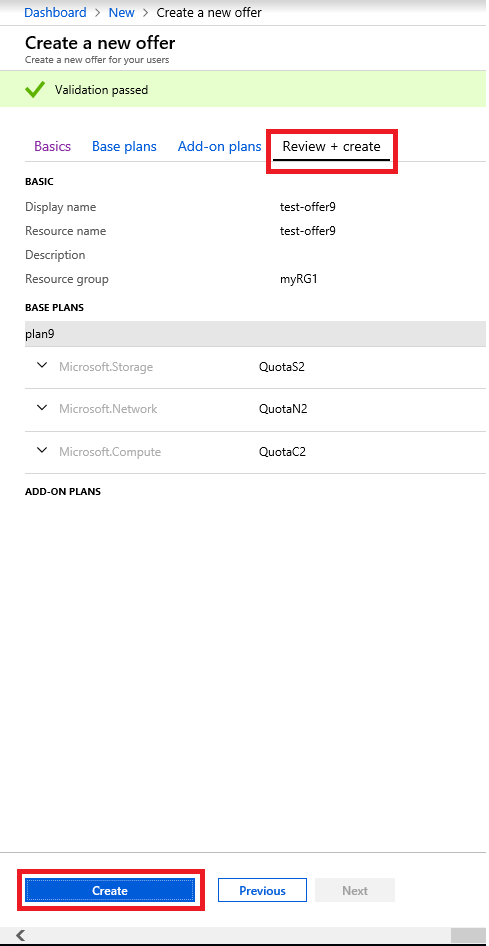 Dashboard > New > Create a new offer
Create a new offer
Create a new offer for your users
Validation passed
Basics Base plans Add-on plans Review + create
BASIC
Display name test-offer9
Resource name test-offer9
Description
Resource group myRG1
BASE PLANS
plan9
Microsoft.Storage QuotaS2
Microsoft.Network QuotaN2
Microsoft.Compute QuotaC2
ADD-ON PLANS
Create Previous Next